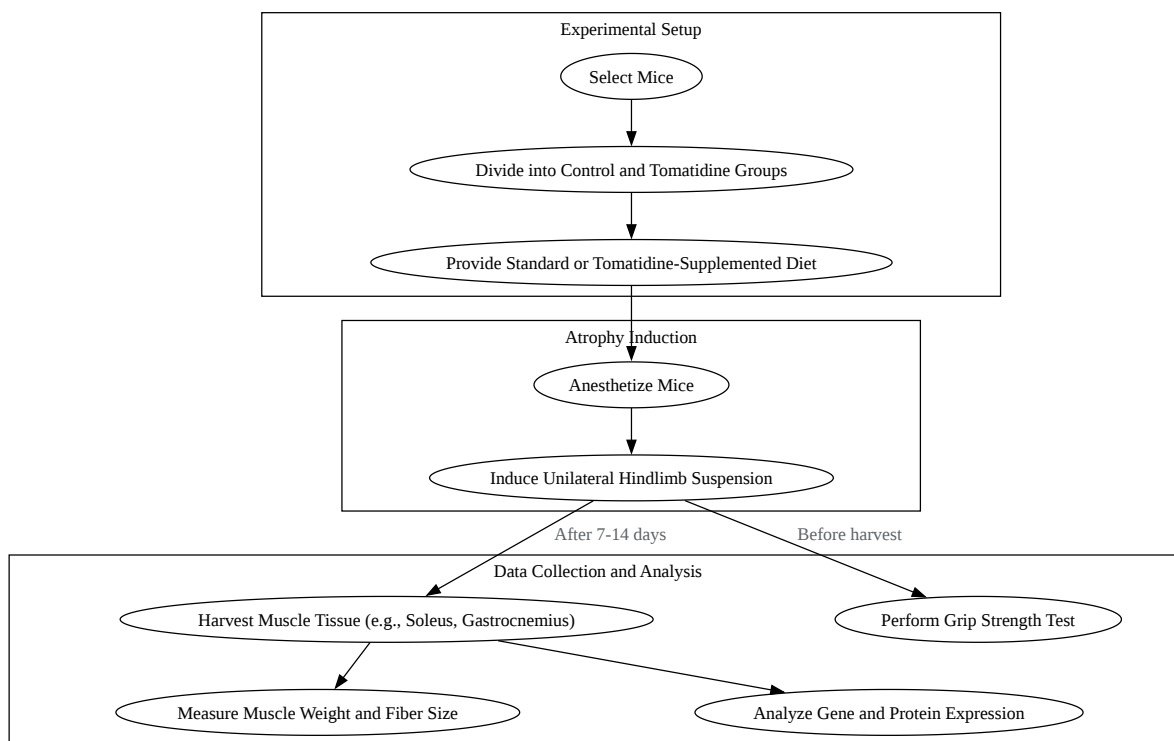 Experimental Setup
Select Mice
Divide into Control and Tomatidine Groups
Provide Standard or Tomatidine-Supplemented Diet
Atrophy Induction
Anesthetize Mice
Induce Unilateral Hindlimb Suspension
After 7-14 days
Before harvest
Data Collection and Analysis
Harvest Muscle Tissue (e.g., Soleus, Gastrocnemius)
Perform Grip Strength Test
Measure Muscle Weight and Fiber Size
Analyze Gene and Protein Expression